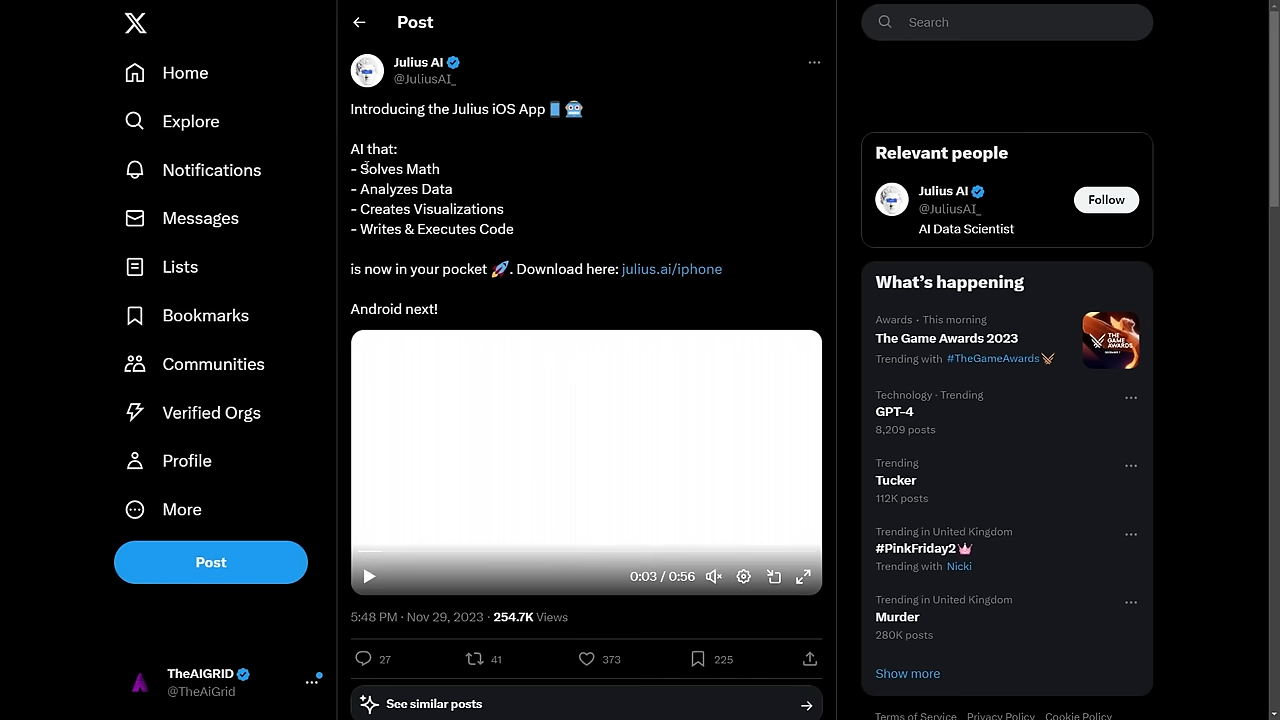 Home
Explore
Notifications
Messages
Lists
Bookmarks
Communities
Verified Orgs
Profile
More
Post
TheAIGRID
@TheAiGrid
Post
Julius AI
@JuliusAI_
Introducing the Julius iOS App📱🤖
AI that:
- Solves Math
- Analyzes Data
- Creates Visualizations
- Writes & Executes Code
is now in your pocket 🚀. Download here: julius.ai/iphone
Android next!
0:03 / 0:56
5:48 PM · Nov 29, 2023 · 254.7K Views
27
41
373
225
See similar posts
Search
Relevant people
Julius AI
@JuliusAI_
Follow
AI Data Scientist
What's happening
Awards · This morning
The Game Awards 2023
Trending with #TheGameAwards
THE GAME AWARDS
Technology · Trending
GPT-4
8,209 posts
Trending
Tucker
112K posts
Trending in United Kingdom
#PinkFriday2
Trending with Nicki
Trending in United Kingdom
Murder
280K posts
Show more
Terms of Service Privacy Policy Cookie Policy